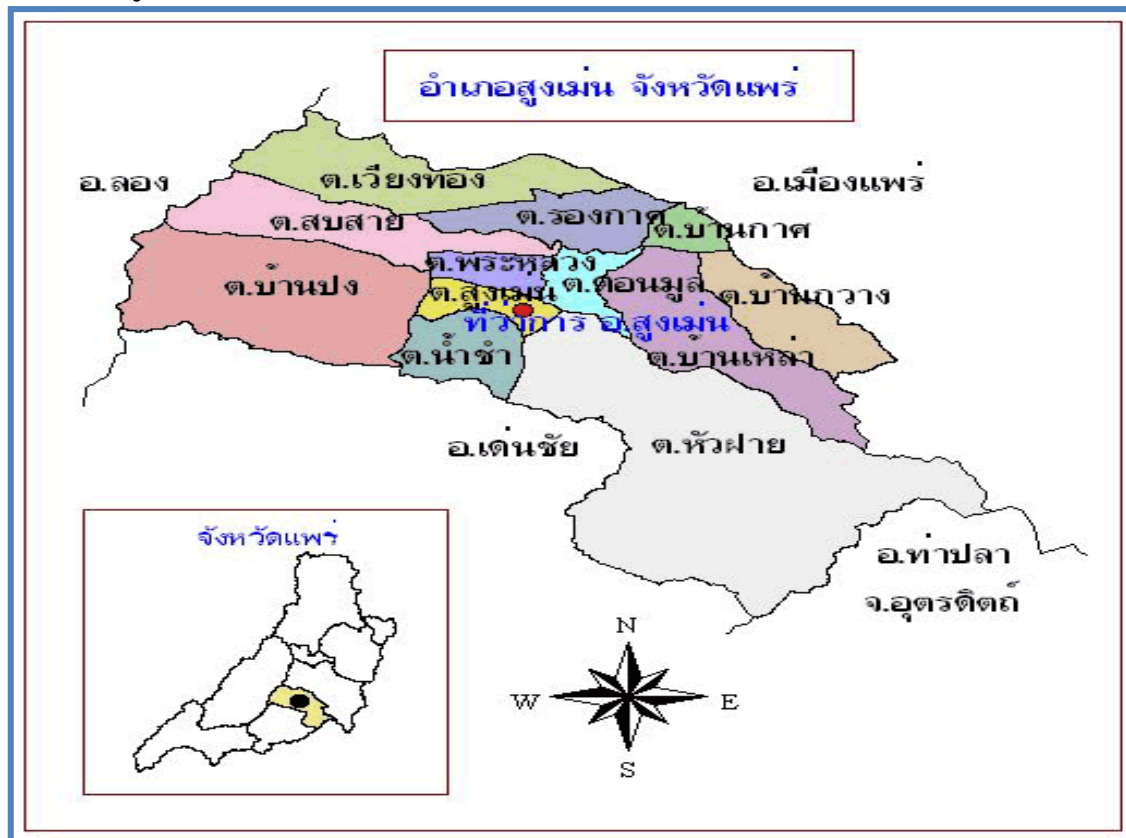 อำเภอสูงเม่น จังหวัดแพร่
อ.ลอง
ต.เวียงทอง
อ.เมืองแพร่
ต.สบสาย
ต.ร่องกาศ
ต.บ้านกาศ
ต.พระหลวง
ต.บ้านปง
ต.สูงเม่น
ต.ดอนมูล
ต.บ้านกวาง
ที่ว่าการ อ.สูงเม่น
ต.น้ำชำ
ต.บ้านเหล่า
อ.เด่นชัย
ต.หัวฝาย
จังหวัดแพร่
อ.ท่าปลา
จ.อุตรดิตถ์
N
W
E
S